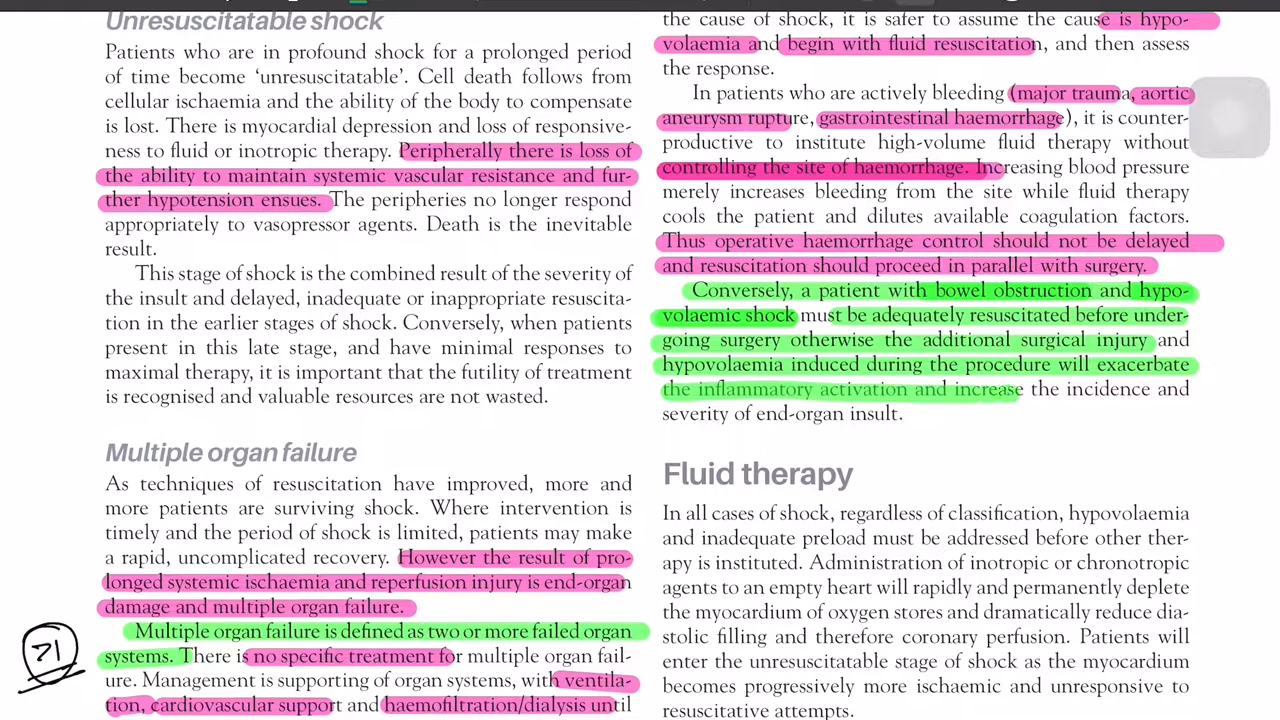 Unresuscitatable shock
Patients who are in profound shock for a prolonged period
of time become ‘unresuscitatable’. Cell death follows from
cellular ischaemia and the ability of the body to compensate
is lost. There is myocardial depression and loss of responsive-
ness to fluid or inotropic therapy. Peripherally there is loss of
the ability to maintain systemic vascular resistance and fur-
ther hypotension ensues. The peripheries no longer respond
appropriately to vasopressor agents. Death is the inevitable
result.
This stage of shock is the combined result of the severity of
the insult and delayed, inadequate or inappropriate resuscita-
tion in the earlier stages of shock. Conversely, when patients
present in this late stage, and have minimal responses to
maximal therapy, it is important that the futility of treatment
is recognised and valuable resources are not wasted.
Multiple organ failure
As techniques of resuscitation have improved, more and
more patients are surviving shock. Where intervention is
timely and the period of shock is limited, patients may make
a rapid, uncomplicated recovery. However the result of pro-
longed systemic ischaemia and reperfusion injury is end-organ
damage and multiple organ failure.
Multiple organ failure is defined as two or more failed organ
systems. There is no specific treatment for multiple organ fail-
ure. Management is supporting of organ systems, with ventila-
tion, cardiovascular support and haemofiltration/dialysis until
the cause of shock, it is safer to assume the cause is hypo-
volaemia and begin with fluid resuscitation, and then assess
the response.
In patients who are actively bleeding (major trauma, aortic
aneurysm rupture, gastrointestinal haemorrhage), it is counter-
productive to institute high-volume fluid therapy without
controlling the site of haemorrhage. Increasing blood pressure
merely increases bleeding from the site while fluid therapy
cools the patient and dilutes available coagulation factors.
Thus operative haemorrhage control should not be delayed
and resuscitation should proceed in parallel with surgery.
Conversely, a patient with bowel obstruction and hypo-
volaemic shock must be adequately resuscitated before under-
going surgery otherwise the additional surgical injury and
hypovolaemia induced during the procedure will exacerbate
the inflammatory activation and increase the incidence and
severity of end-organ insult.
Fluid therapy
In all cases of shock, regardless of classification, hypovolaemia
and inadequate preload must be addressed before other ther-
apy is instituted. Administration of inotropic or chronotropic
agents to an empty heart will rapidly and permanently deplete
the myocardium of oxygen stores and dramatically reduce dia-
stolic filling and therefore coronary perfusion. Patients will
enter the unresuscitatable stage of shock as the myocardium
becomes progressively more ischaemic and unresponsive to
resuscitative attempts.